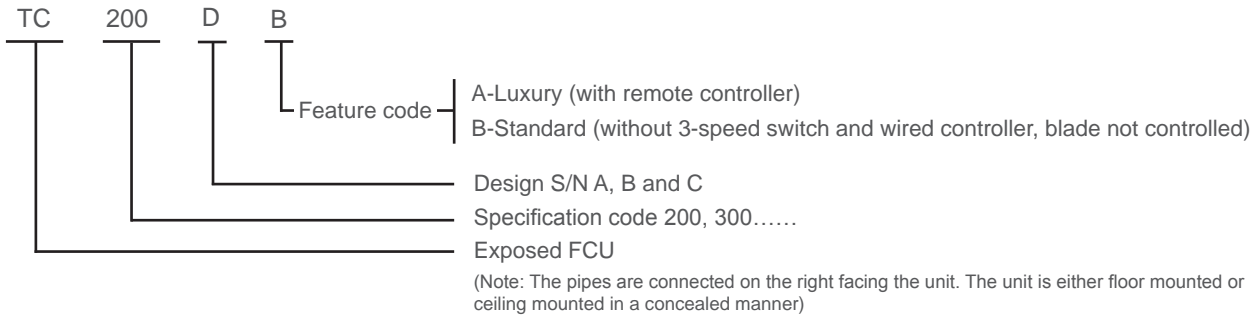 TC 200 D B
Feature code
A-Luxury (with remote controller)
B-Standard (without 3-speed switch and wired controller, blade not controlled)
Design S/N A, B and C
Specification code 200, 300……
Exposed FCU
(Note: The pipes are connected on the right facing the unit. The unit is either floor mounted or
ceiling mounted in a concealed manner)